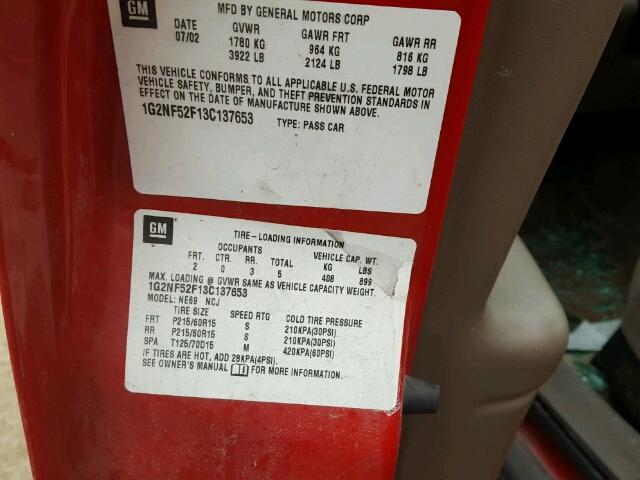 GM
MFD BY GENERAL MOTORS CORP
DATE GVWR GAWR FRT GAWR RR
07/02 1780 KG 964 KG 816 KG
3922 LB 2124 LB 1798 LB
THIS VEHICLE CONFORMS TO ALL APPLICABLE U.S. FEDERAL MOTOR
VEHICLE SAFETY, BUMPER, AND THEFT PREVENTION STANDARDS IN
EFFECT ON THE DATE OF MANUFACTURE SHOWN ABOVE.
1G2NF52F13C137653 TYPE: PASS CAR
GM
TIRE-LOADING INFORMATION
OCCUPANTS VEHICLE CAP. WT.
FRT. CTR. RR. TOTAL KG LBS
2 0 3 5 408 899
MAX. LOADING @ GVWR SAME AS VEHICLE CAPACITY WEIGHT.
1G2NF52F13C137653
MODEL: NE69 NCJ
TIRE SIZE SPEED RTG COLD TIRE PRESSURE
FRT P215/60R15 S 210KPA(30PSI)
RR P215/60R15 S 210KPA(30PSI)
SPA T125/70D15 M 420KPA(60PSI)
IF TIRES ARE HOT, ADD 28KPA(4PSI).
SEE OWNER'S MANUAL FOR MORE INFORMATION.